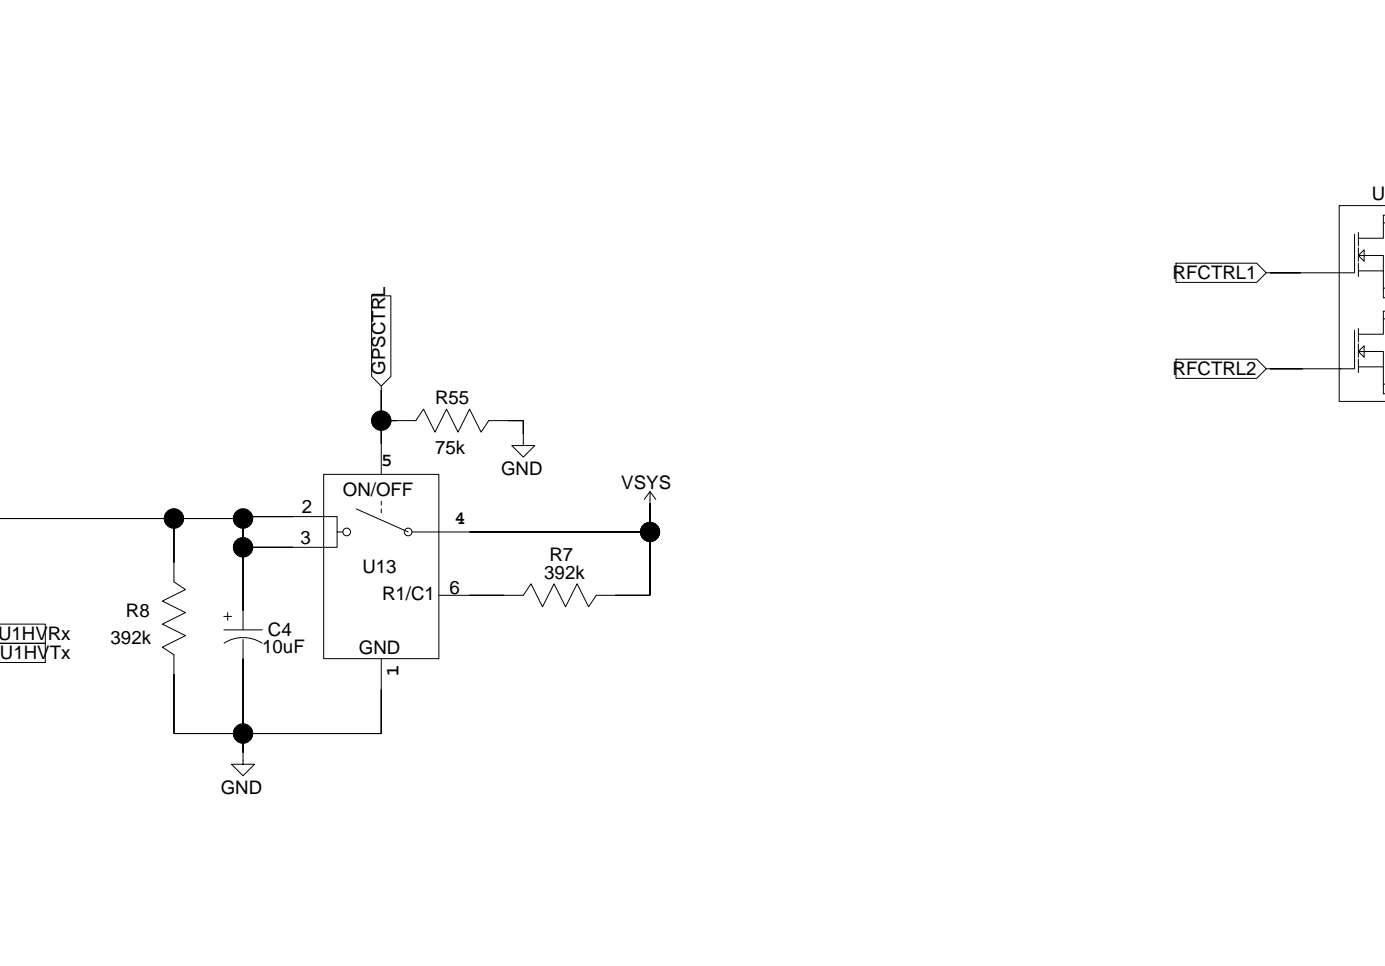 U
RFCTRL1
GPSCTRL
RFCTRL2
R55
75k
5
GND
ON/OFF
VSYS
2
4
3
R7
U13
392k
R1/C1
6
R8
+
C4
U1HVRx
392k
10uF
GND
U1HVTx
1
GND